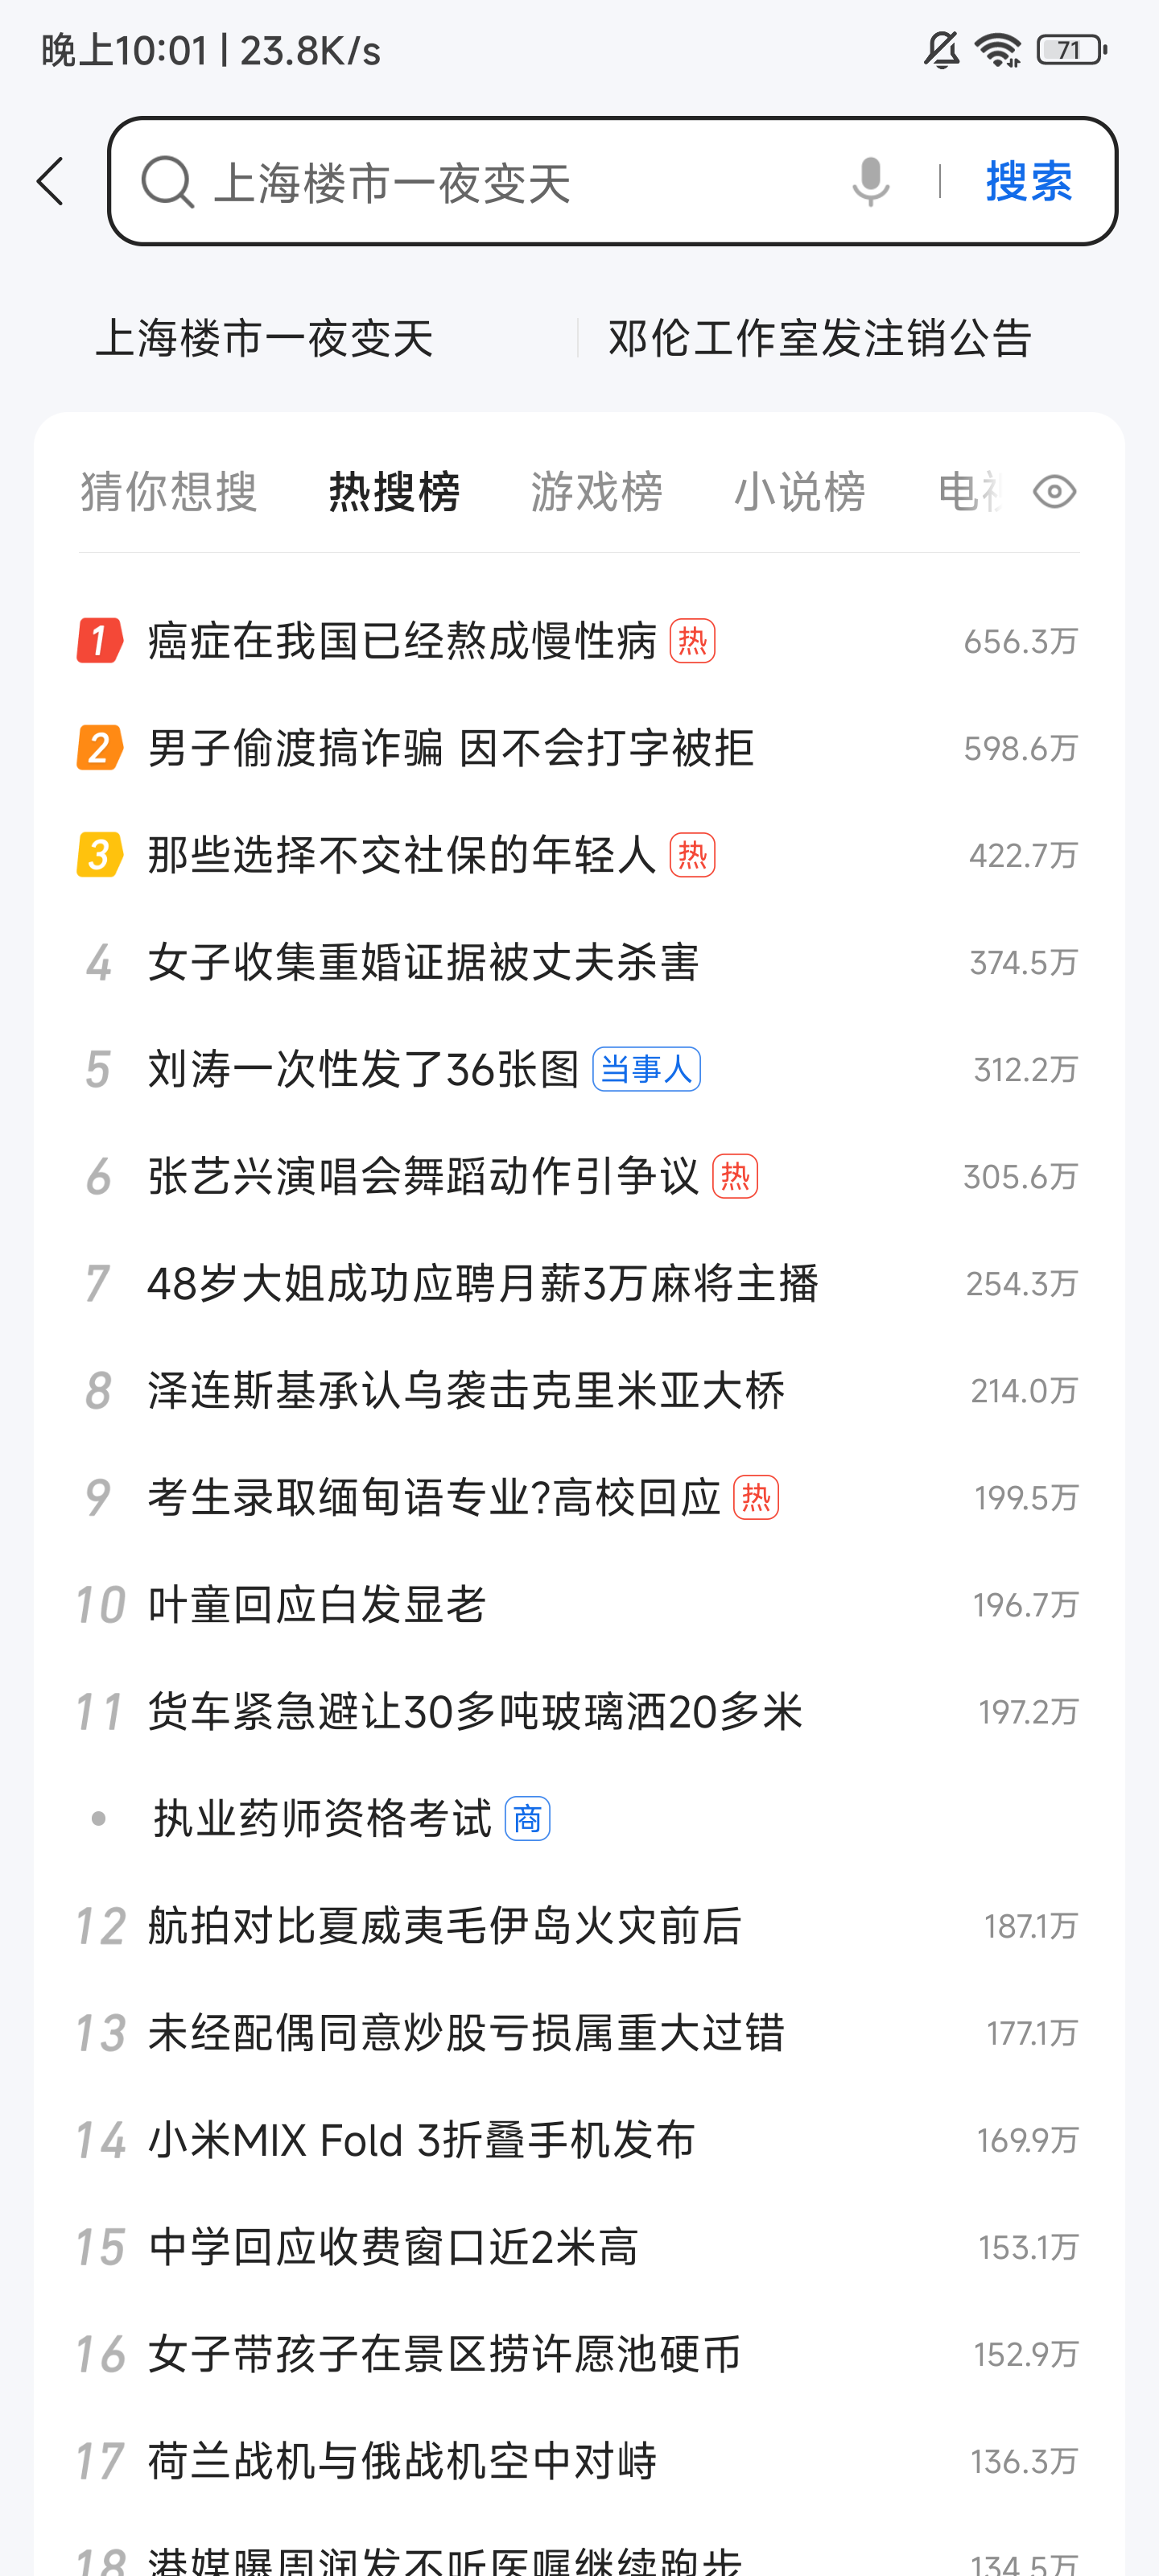 晚上10:01 | 23.8K/s 71
上海楼市一夜变天 搜索
上海楼市一夜变天 邓伦工作室发注销公告
猜你想搜 热搜榜 游戏榜 小说榜 电视
1 癌症在我国已经熬成慢性病 热 656.3万
2 男子偷渡搞诈骗 因不会打字被拒 598.6万
3 那些选择不交社保的年轻人 热 422.7万
4 女子收集重婚证据被丈夫杀害 374.5万
5 刘涛一次性发了36张图 当事人 312.2万
6 张艺兴演唱会舞蹈动作引争议 热 305.6万
7 48岁大姐成功应聘月薪3万麻将主播 254.3万
8 泽连斯基承认乌袭击克里米亚大桥 214.0万
9 考生录取缅甸语专业?高校回应 热 199.5万
10 叶童回应白发显老 196.7万
11 货车紧急避让30多吨玻璃洒20多米 197.2万
• 执业药师资格考试 商
12 航拍对比夏威夷毛伊岛火灾前后 187.1万
13 未经配偶同意炒股亏损属重大过错 177.1万
14 小米MIX Fold 3折叠手机发布 169.9万
15 中学回应收费窗口近2米高 153.1万
16 女子带孩子在景区捞许愿池硬币 152.9万
17 荷兰战机与俄战机空中对峙 136.3万
18 港媒曝周润发不听医嘱继续跑步 134.5万